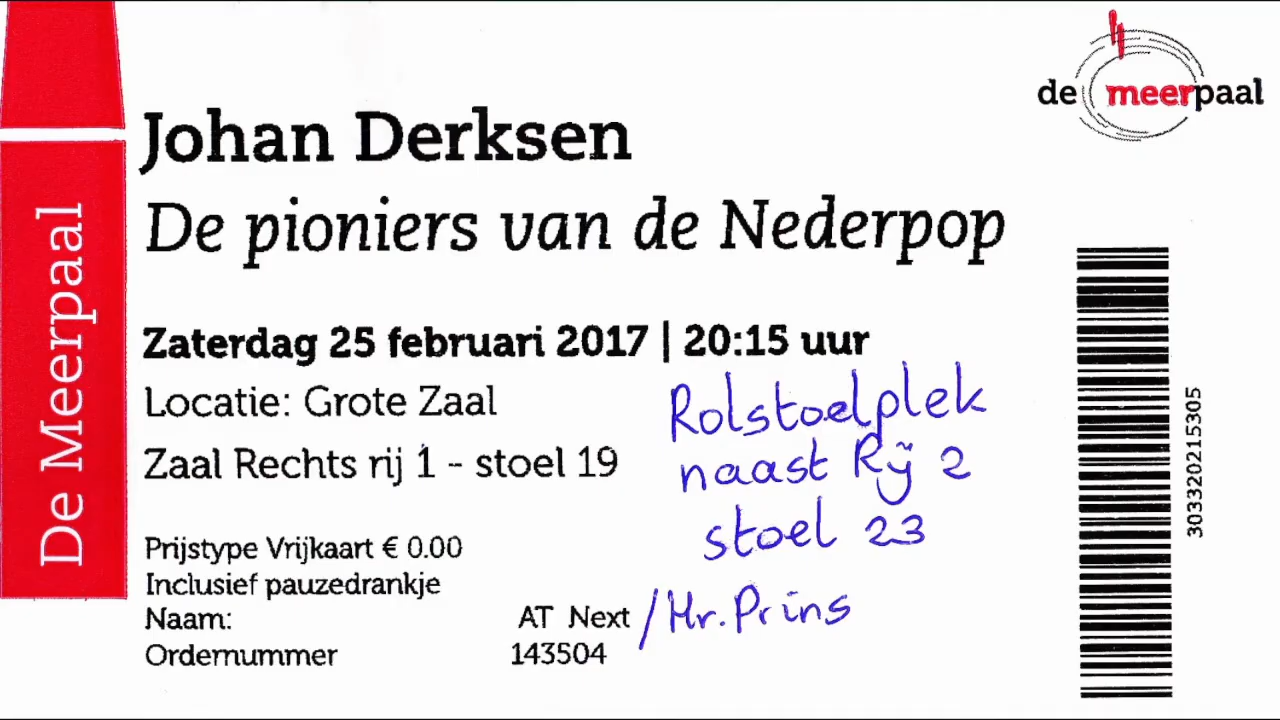 de meerpaal
De Meerpaal
Johan Derksen
De pioniers van de Nederpop
Zaterdag 25 februari 2017 | 20:15 uur
Locatie: Grote Zaal
Zaal Rechts rij 1 - stoel 19
Rolstoelplek
naast Rij 2
stoel 23
Prijstype Vrijkaart € 0.00
Inclusief pauzedrankje
Naam: AT Next /Hr. Prins
Ordernummer 143504
30332021530​5